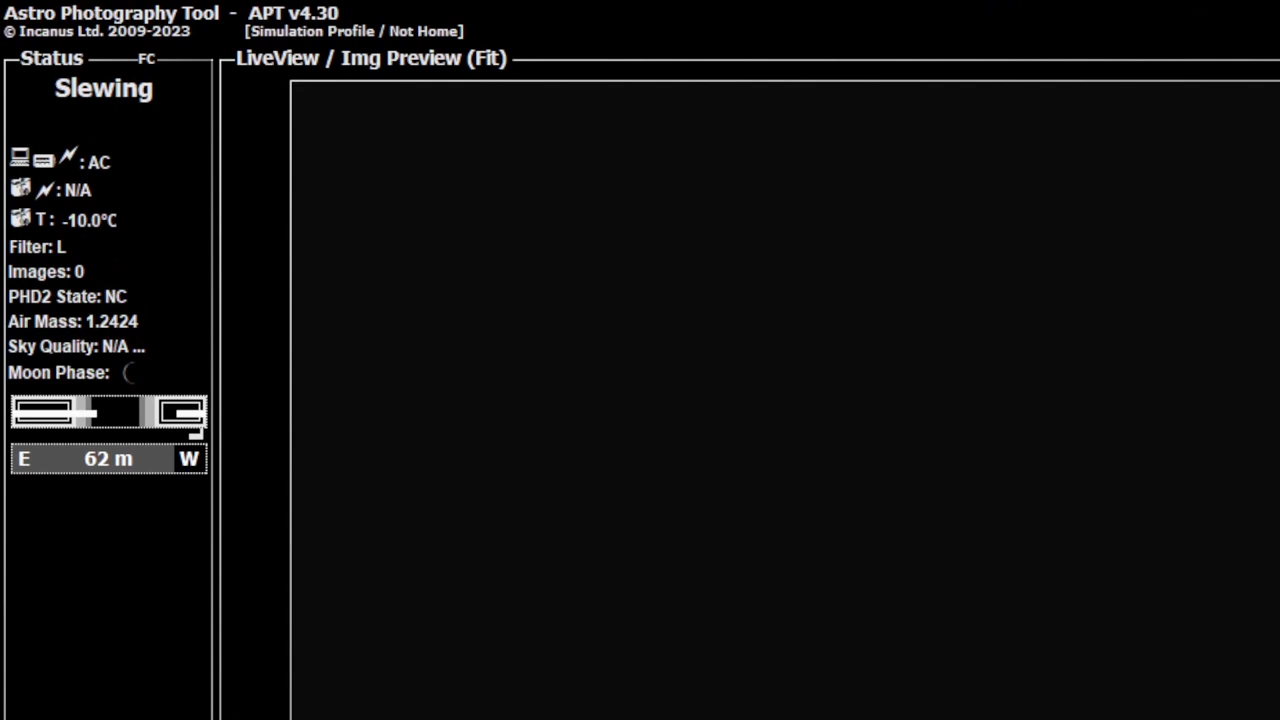 Astro Photography Tool - APT v4.30
© Incanus Ltd. 2009-2023 [Simulation Profile / Not Home]
Status FC
LiveView / Img Preview (Fit)
Slewing
: AC
: N/A
T : -10.0°C
Filter: L
Images: 0
PHD2 State: NC
Air Mass: 1.2424
Sky Quality: N/A ...
Moon Phase:
E 62 m W